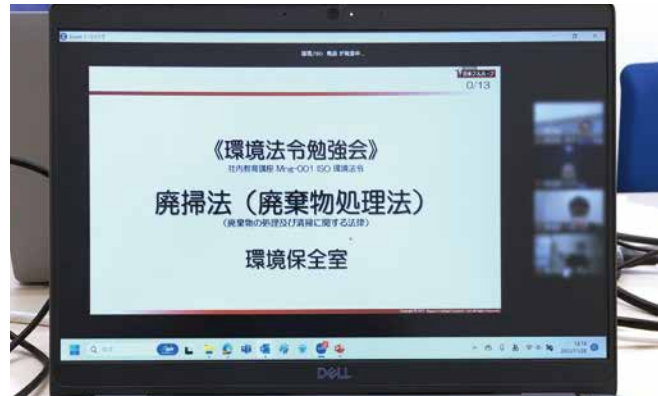 0/13
《環境法令勉強会》
社内教育講座 Mng-001 ISO 環境法令
廃掃法(廃棄物処理法)
(廃棄物の処理及び清掃に関する法律)
環境保全室
DELL